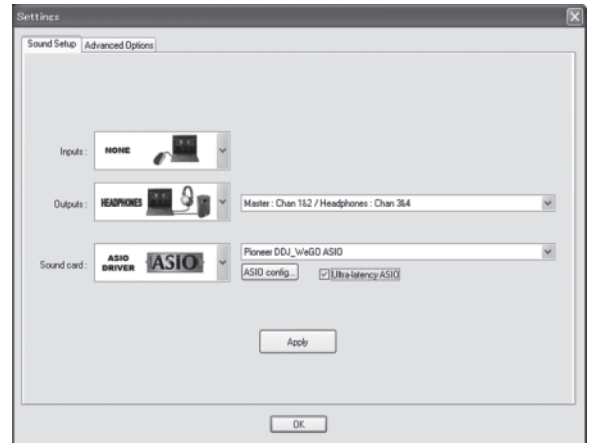 Settings
Sound Setup Advanced Options
Inputs : NONE
Outputs : HEADPHONES Master : Chan 1&2 / Headphones : Chan 3&4
Sound card : ASIO DRIVER ASIO Pioneer DDJ_WeGO ASIO
ASIO config... Ultra-latency ASIO
Apply
OK